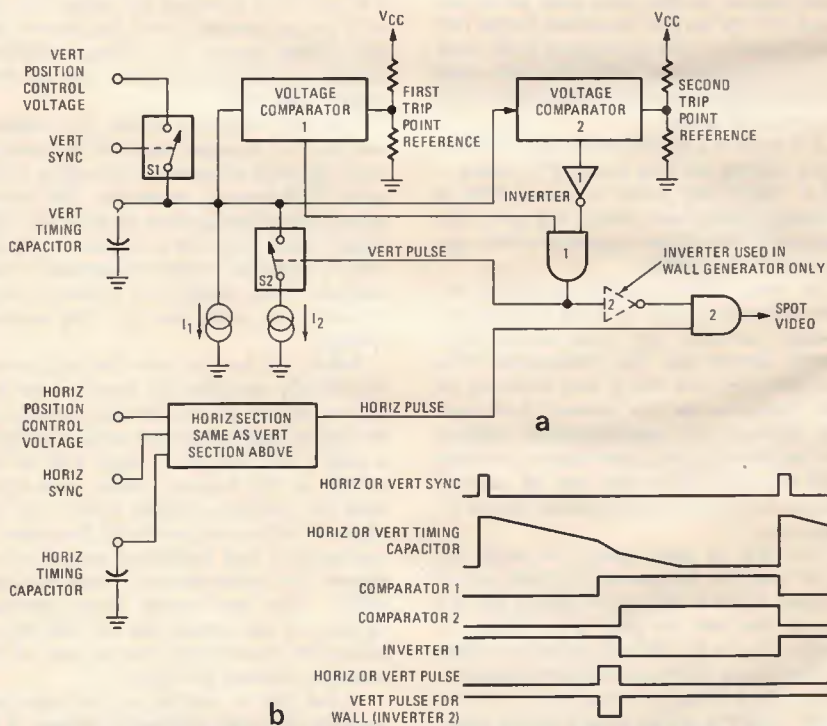 VERT
POSITION
CONTROL
VOLTAGE
VERT
SYNC
VERT
TIMING
CAPACITOR
S1
VOLTAGE
COMPARATOR
1
VCC
FIRST
TRIP
POINT
REFERENCE
VOLTAGE
COMPARATOR
2
VCC
SECOND
TRIP
POINT
REFERENCE
1
INVERTER
1
S2
VERT PULSE
I1
I2
INVERTER USED IN
WALL GENERATOR ONLY
2
2
SPOT
VIDEO
HORIZ
POSITION
CONTROL
VOLTAGE
HORIZ
SYNC
HORIZ
TIMING
CAPACITOR
HORIZ SECTION
SAME AS VERT
SECTION ABOVE
HORIZ PULSE
a
HORIZ OR VERT SYNC
HORIZ OR VERT TIMING
CAPACITOR
COMPARATOR 1
COMPARATOR 2
INVERTER 1
HORIZ OR VERT PULSE
VERT PULSE FOR
WALL (INVERTER 2)
b